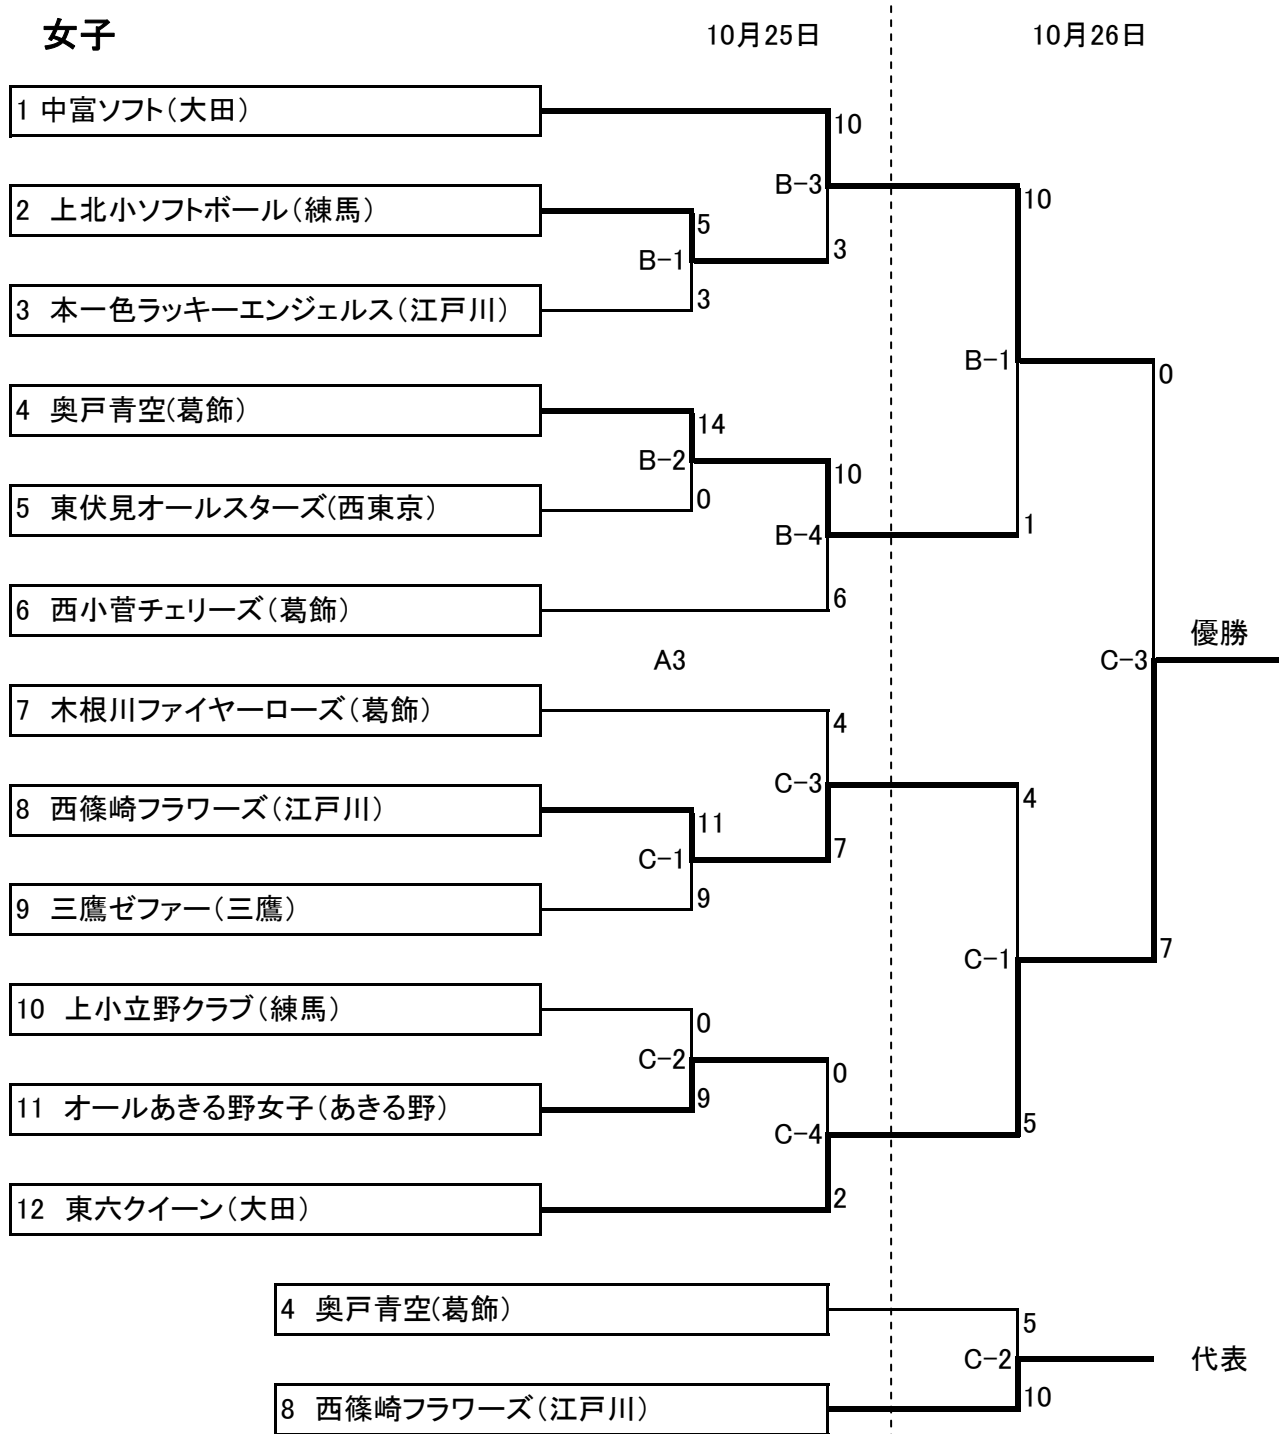 女子
10月25日
10月26日
1 中富ソフト（大田）
10
B-3
2 上北小ソフトボール（練馬）
10
5
B-1
3
3
3 本一色ラッキーエンジェルス（江戸川）
B-1
0
4 奥戸青空(葛飾)
14
B-2
10
0
5 東伏見オールスターズ(西東京)
1
B-4
6
6 西小菅チェリーズ（葛飾）
優勝
A3
C-3
7 木根川ファイヤーローズ（葛飾）
4
C-3
4
8 西篠崎フラワーズ（江戸川）
11
7
C-1
9
9 三鷹ゼファー（三鷹）
7
C-1
10 上小立野クラブ（練馬）
0
C-2
0
9
11 オールあきる野女子（あきる野）
5
C-4
2
12 東六クイーン（大田）
4 奥戸青空(葛飾)
5
C-2
代表
10
8 西篠崎フラワーズ（江戸川）